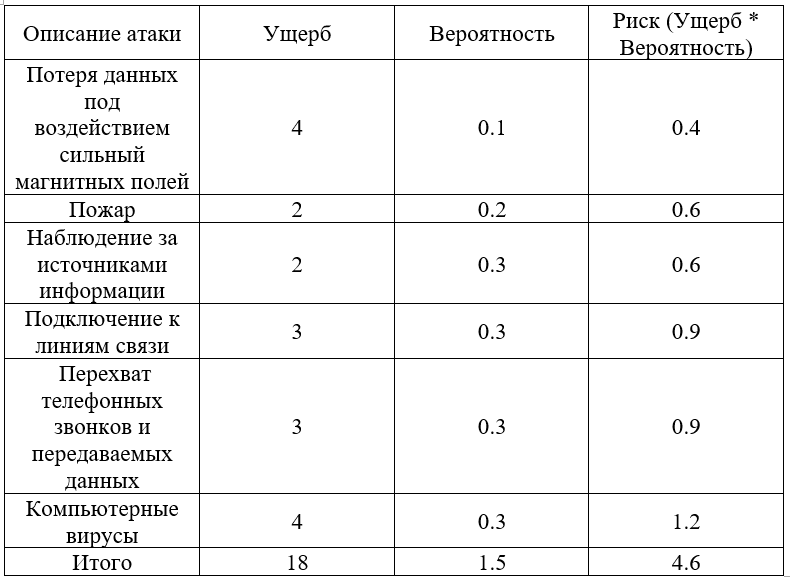 Описание атаки
Ущерб
Вероятность
Риск (Ущерб *
Вероятность)
Потеря данных
под
воздействием
сильный
магнитных полей
4
0.1
0.4
Пожар
2
0.2
0.6
Наблюдение за
источниками
информации
2
0.3
0.6
Подключение к
линиям связи
3
0.3
0.9
Перехват
телефонных
звонков и
передаваемых
данных
3
0.3
0.9
Компьютерные
вирусы
4
0.3
1.2
Итого
18
1.5
4.6